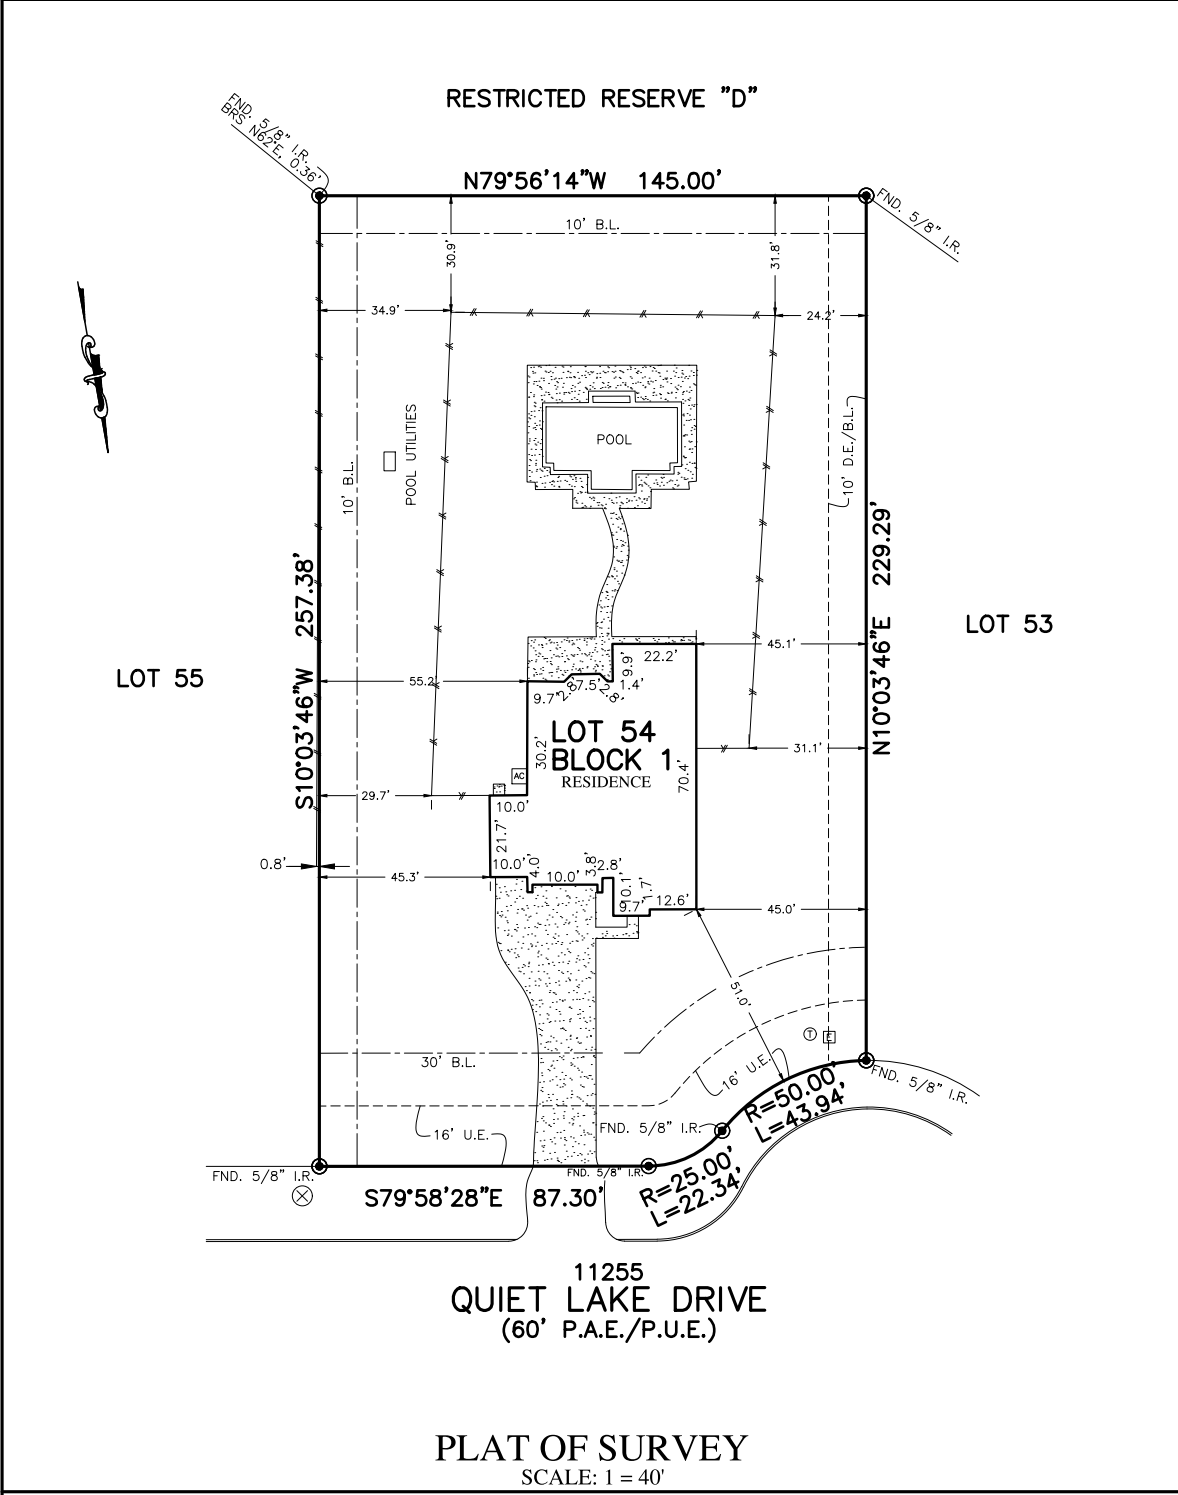 RESTRICTED RESERVE "D"
FND. 5/8" I.R.
BRS N62°E, 0.36'
N79°56'14"W 145.00'
FND. 5/8" I.R.
10' B.L.
30.9'
31.8'
34.9'
24.2'
POOL
POOL UTILITIES
10' B.L.
10' D.E./B.L.
S10°03'46"W 257.38'
N10°03'46"E 229.29'
LOT 53
LOT 55
22.2'
45.1'
9.9'
55.2'
9.7'
2.8'
7.5'
2.8'
1.4'
LOT 54
BLOCK 1
RESIDENCE
30.2'
70.4'
31.1'
AC
29.7'
10.0'
21.7'
0.8'
45.3'
10.0'
4.0'
10.0'
3.8'
2.8'
10.1'
1.7'
9.7'
12.6'
45.0'
51.0'
T
E
30' B.L.
16' U.E.
R=50.00'
L=43.94'
FND. 5/8" I.R.
FND. 5/8" I.R.
16' U.E.
FND. 5/8" I.R.
FND. 5/8" I.R.
S79°58'28"E 87.30'
R=25.00'
L=22.34'
11255
QUIET LAKE DRIVE
(60' P.A.E./P.U.E.)
PLAT OF SURVEY
SCALE: 1 = 40'